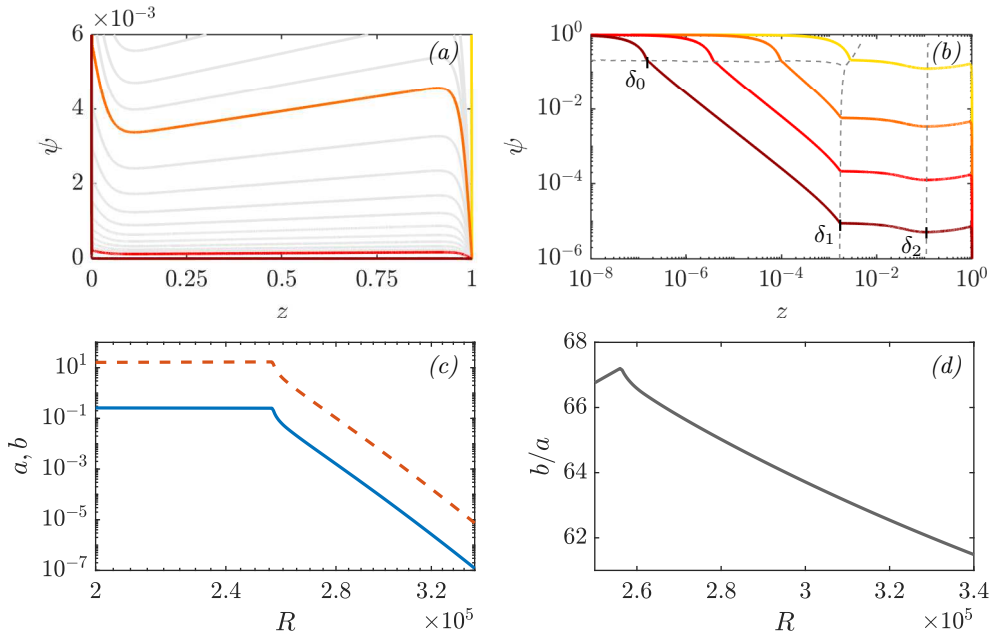 ×10⁻³
6
4
2
0
ψ
(a)
0 0.25 0.5 0.75 1
z
10⁰
10⁻²
10⁻⁴
10⁻⁶
ψ
(b)
δ₀
δ₁
δ₂
10⁻⁸ 10⁻⁶ 10⁻⁴ 10⁻² 10⁰
z
10¹
10⁻¹
10⁻³
10⁻⁵
10⁻⁷
a, b
(c)
2 2.4 2.8 3.2
R ×10⁵
68
66
64
62
b/a
(d)
2.6 2.8 3 3.2 3.4
R ×10⁵